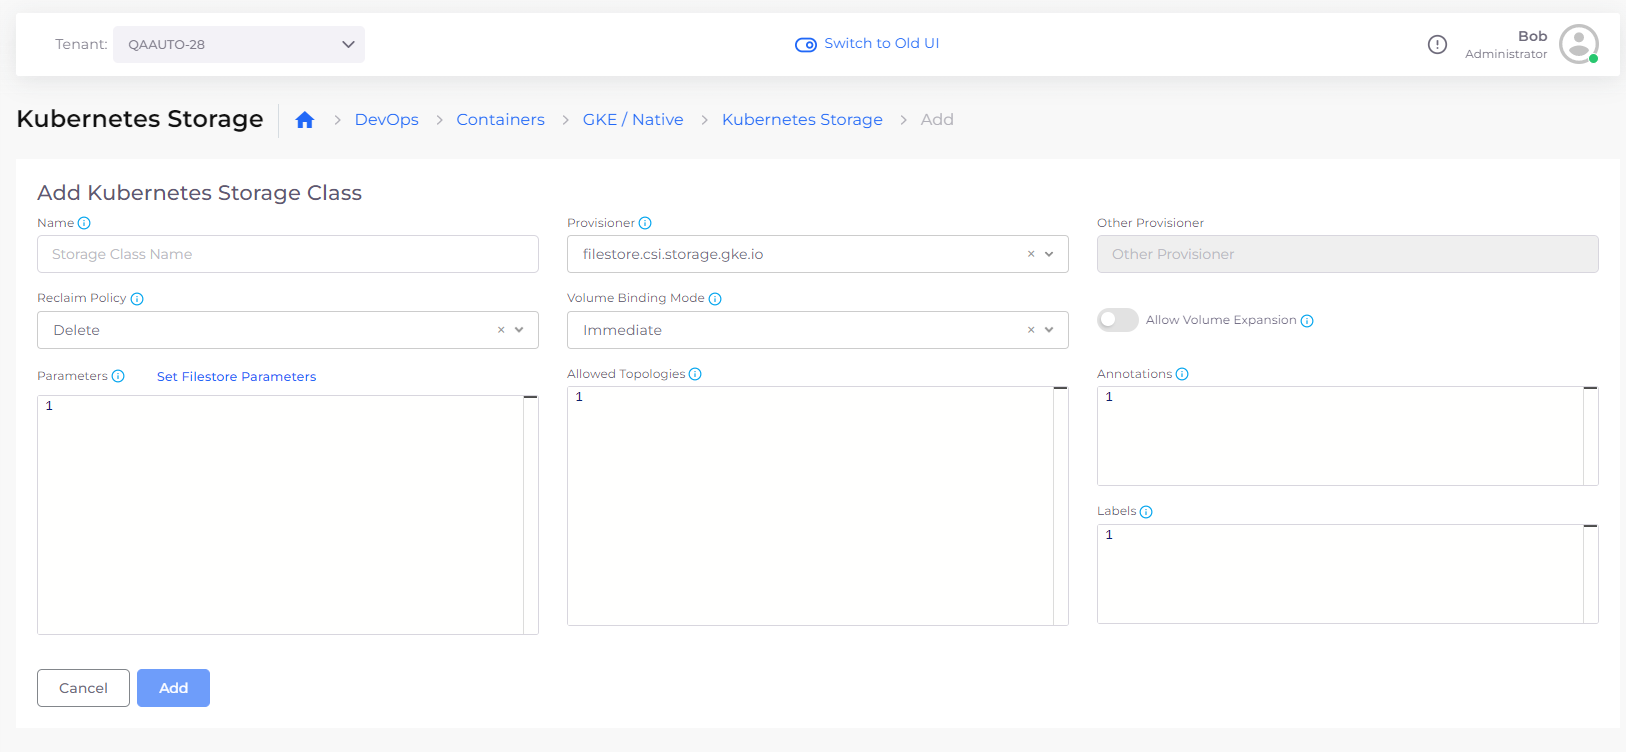 Tenant: QAAUTO-28 Switch to Old UI Bob
Administrator
Kubernetes Storage > DevOps > Containers > GKE / Native > Kubernetes Storage > Add
Add Kubernetes Storage Class
Name Provisioner Other Provisioner
Storage Class Name filestore.csi.storage.gke.io × Other Provisioner
Reclaim Policy Volume Binding Mode
Delete × Immediate × Allow Volume Expansion
Parameters Set Filestore Parameters Allowed Topologies Annotations
1 1 1
Labels
1
Cancel Add